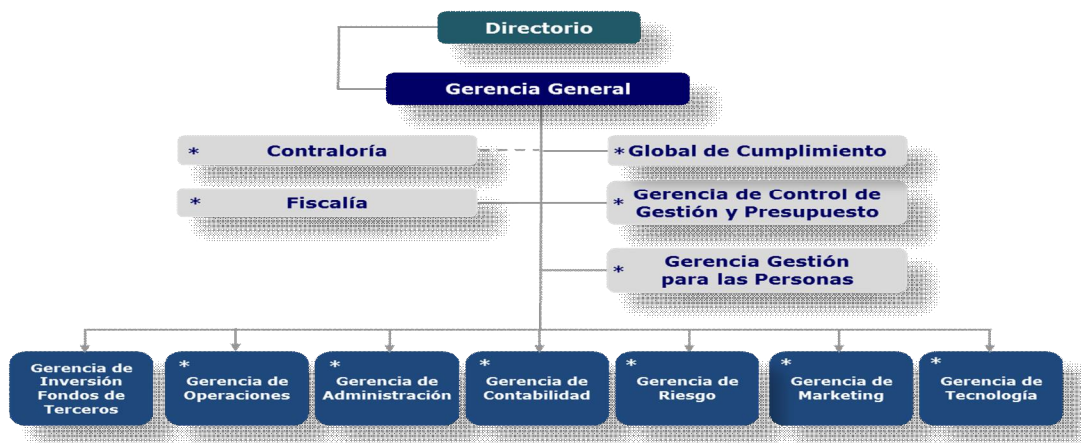 Directorio
Gerencia General
* Contraloría
* Global de Cumplimiento
* Fiscalía
* Gerencia de Control de
Gestión y Presupuesto
* Gerencia Gestión
para las Personas
Gerencia de
Inversión
Fondos de
Terceros
*
Gerencia de
Operaciones
*
Gerencia de
Administración
*
Gerencia de
Contabilidad
*
Gerencia de
Riesgo
*
Gerencia de
Marketing
*
Gerencia de
Tecnología